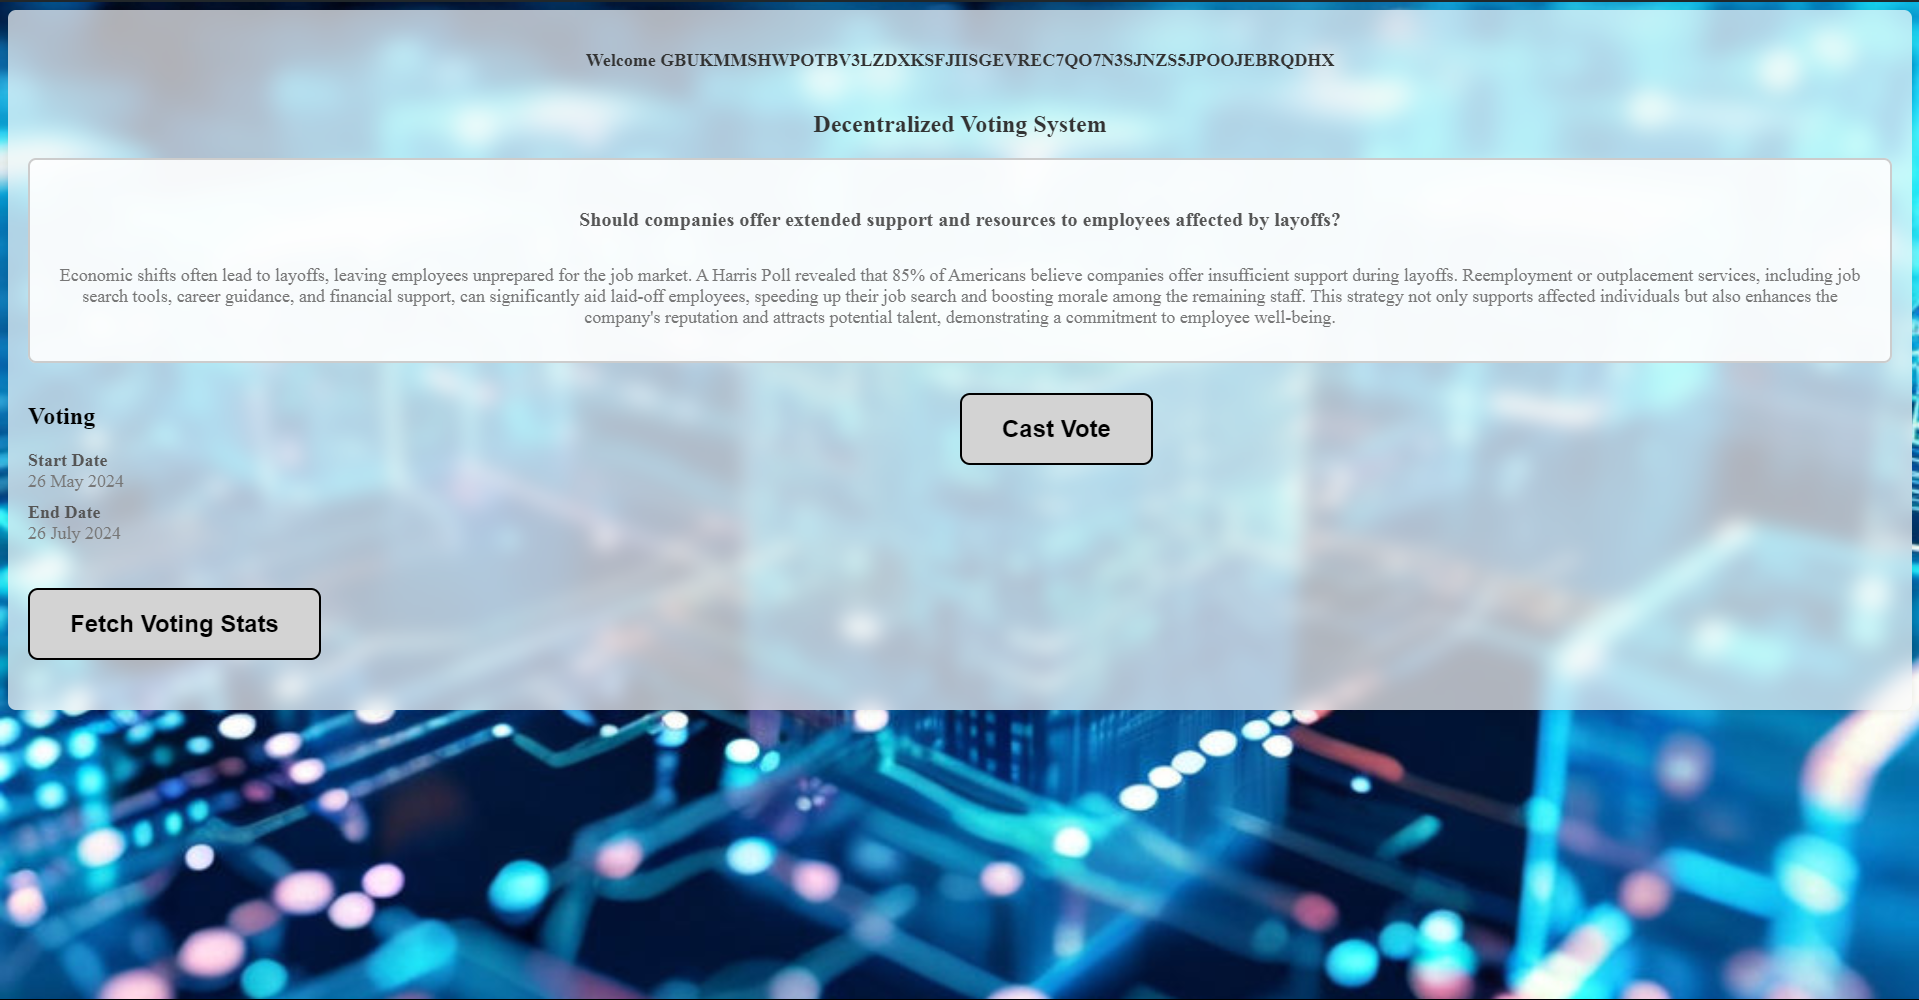 Welcome GBUKMMSHWPOTBV3LZDXKSFJIISGEVREC7QO7N3SJNZS5JPOOJEBRQDHX
Decentralized Voting System
Should companies offer extended support and resources to employees affected by layoffs?
Economic shifts often lead to layoffs, leaving employees unprepared for the job market. A Harris Poll revealed that 85% of Americans believe companies offer insufficient support during layoffs. Reemployment or outplacement services, including job
search tools, career guidance, and financial support, can significantly aid laid-off employees, speeding up their job search and boosting morale among the remaining staff. This strategy not only supports affected individuals but also enhances the
company's reputation and attracts potential talent, demonstrating a commitment to employee well-being.
Voting
Cast Vote
Start Date
26 May 2024
End Date
26 July 2024
Fetch Voting Stats